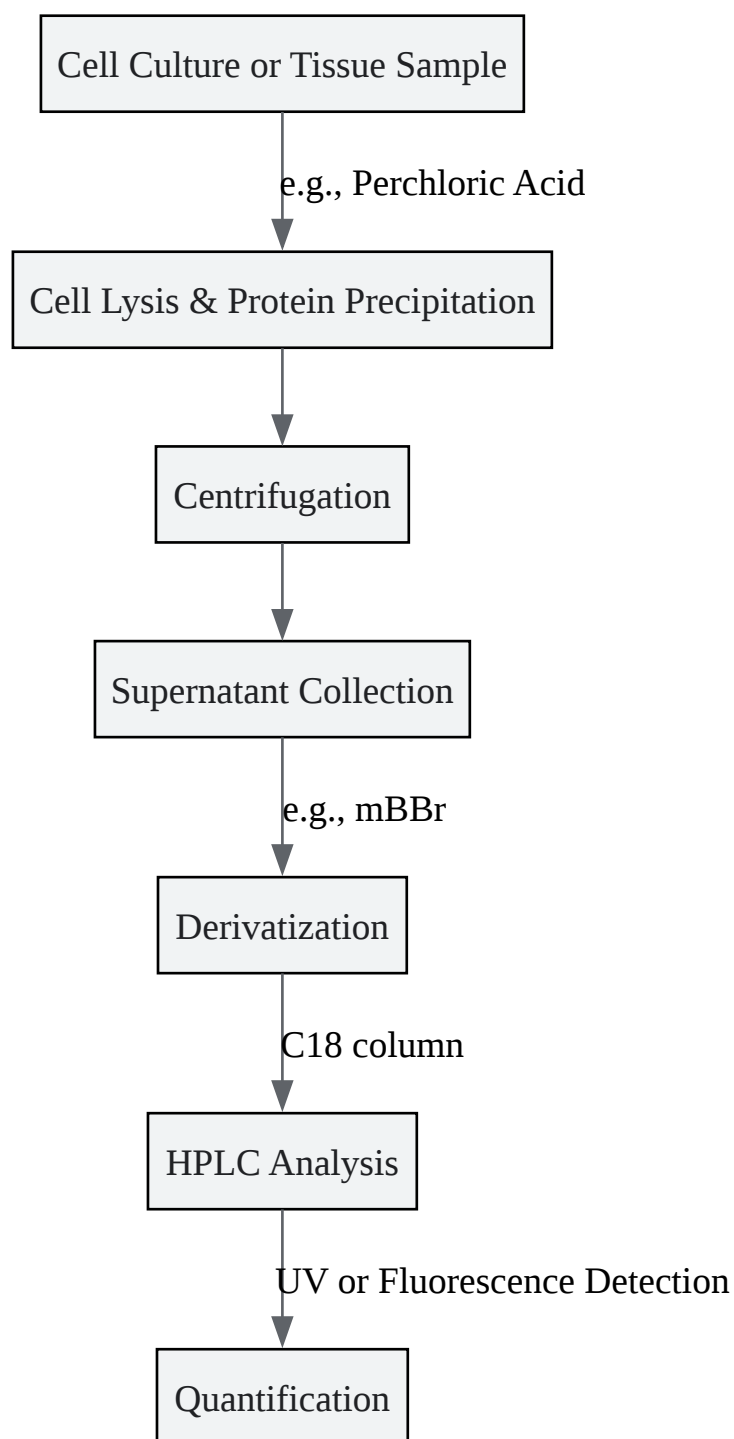 Cell Culture or Tissue Sample
e.g., Perchloric Acid
Cell Lysis & Protein Precipitation
Centrifugation
Supernatant Collection
e.g., mBBr
Derivatization
C18 column
HPLC Analysis
UV or Fluorescence Detection
Quantification